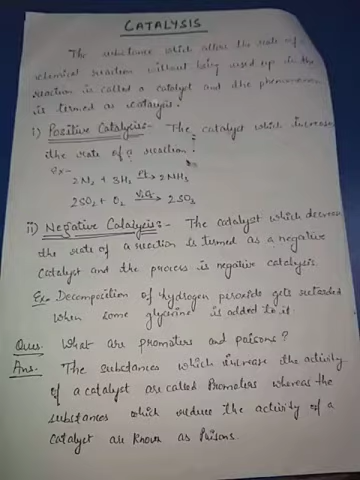 CATALYSIS
The substance which alters the rate of a
chemical reaction without being used up in the
reaction is called a catalyst and the phenomenon
is termed as catalysis.
i) Positive Catalysis:- The catalyst which increases
the rate of a reaction.
Ex-
2N₂ + 3H₂ → 2NH₃
2SO₂ + O₂ → 2SO₃
ii) Negative Catalysis:- The catalyst which decreases
the rate of a reaction is termed as a negative
catalyst and the process is negative catalysis.
Ex- Decomposition of hydrogen peroxide gets retarded
when some glycerine is added to it
Ques. What are promoters and poisons?
Ans. The substances which increase the activity
of a catalyst are called Promoters whereas the
substances which reduce the activity of a
catalyst are known as Poisons.